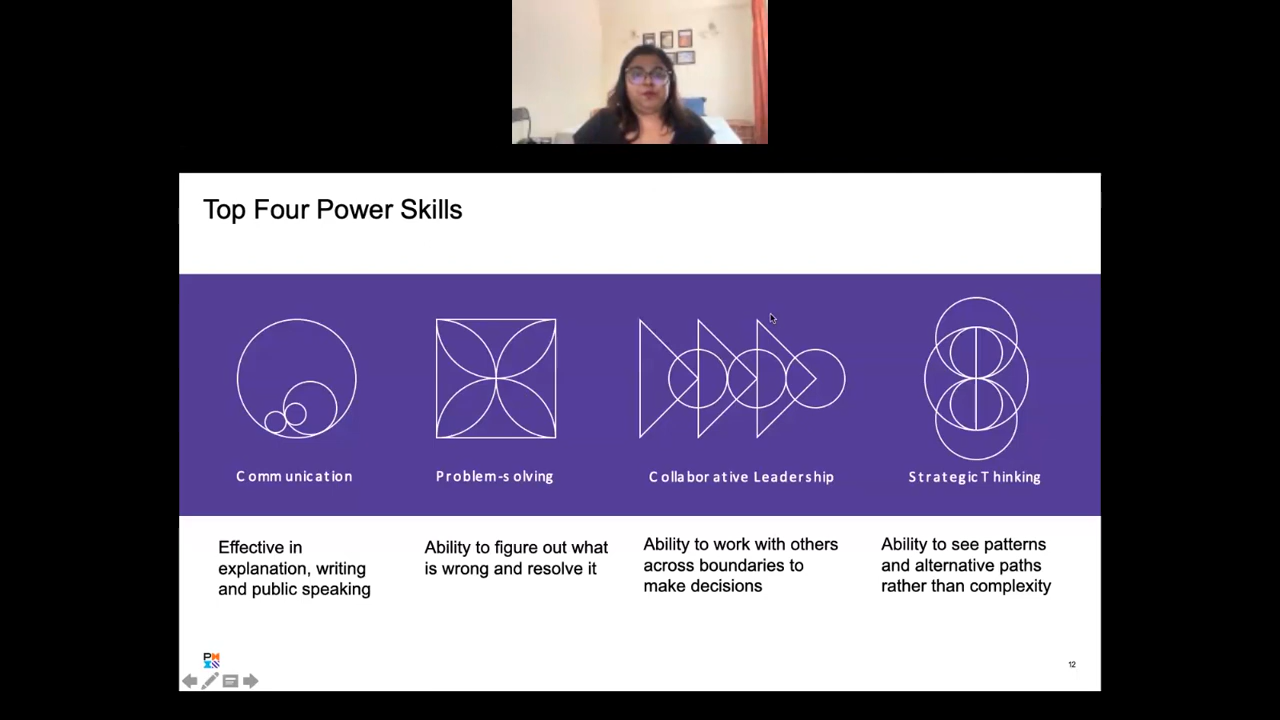 Top Four Power Skills
Communication
Problem-solving
Collaborative Leadership
Strategic Thinking
Effective in
explanation, writing
and public speaking
Ability to figure out what
is wrong and resolve it
Ability to work with others
across boundaries to
make decisions
Ability to see patterns
and alternative paths
rather than complexity
12